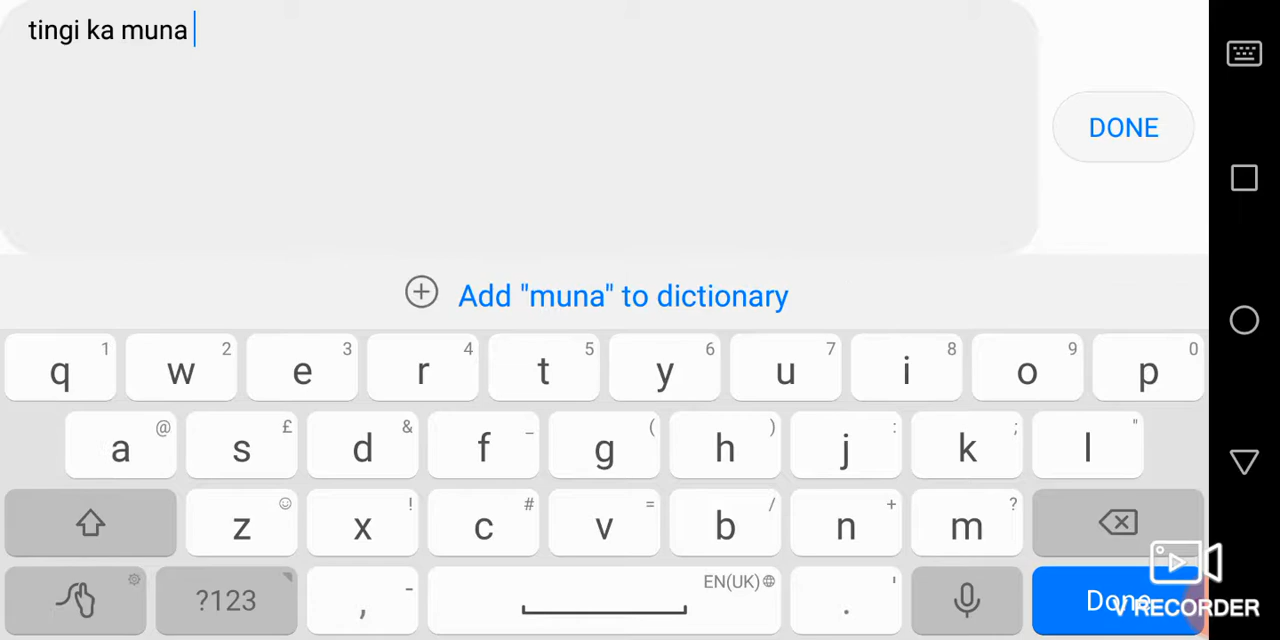 tingi ka muna
DONE
Add "muna" to dictionary
q 1 w 2 e 3 r 4 t 5 y 6 u 7 i 8 o 9 p 0
a @ s £ d & f _ g ( h ) j : k ; l "
z x ! c # v = b / n + m ?
?123 , - EN(UK) . ' Done
V RECORDER